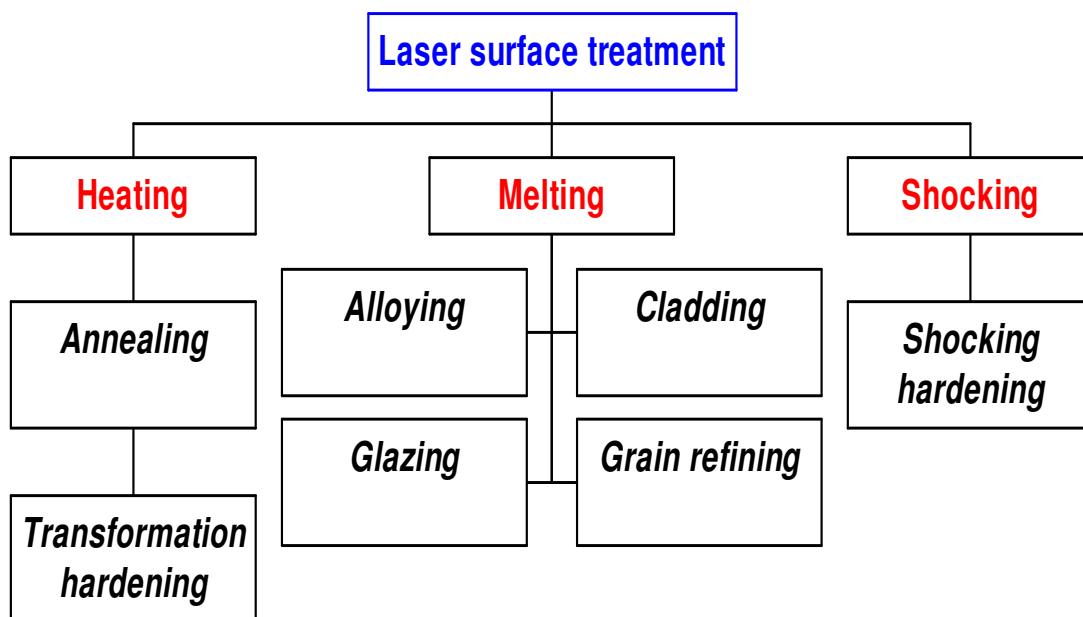 Laser surface treatment
Heating
Melting
Shocking
Annealing
Alloying
Cladding
Shocking
hardening
Glazing
Grain refining
Transformation
hardening